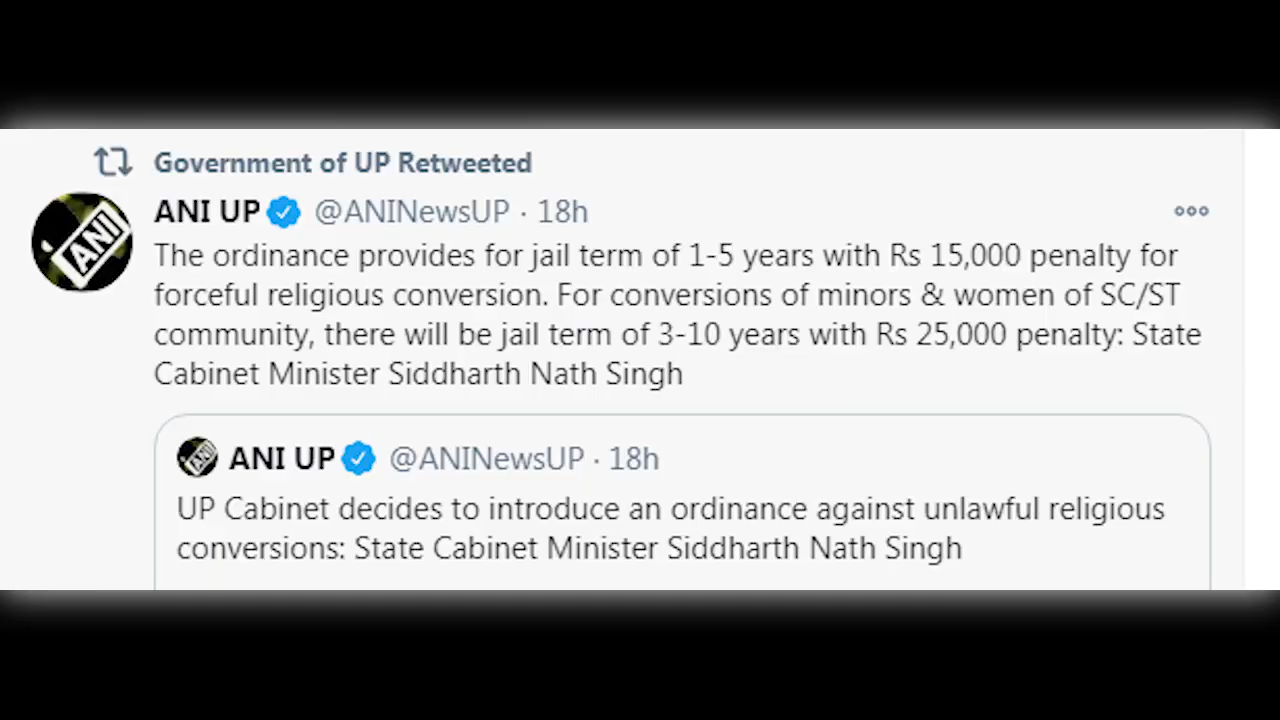 Government of UP Retweeted
ANI UP @ANINewsUP · 18h
The ordinance provides for jail term of 1-5 years with Rs 15,000 penalty for
forceful religious conversion. For conversions of minors & women of SC/ST
community, there will be jail term of 3-10 years with Rs 25,000 penalty: State
Cabinet Minister Siddharth Nath Singh
ANI UP @ANINewsUP · 18h
UP Cabinet decides to introduce an ordinance against unlawful religious
conversions: State Cabinet Minister Siddharth Nath Singh
ANI
ANI